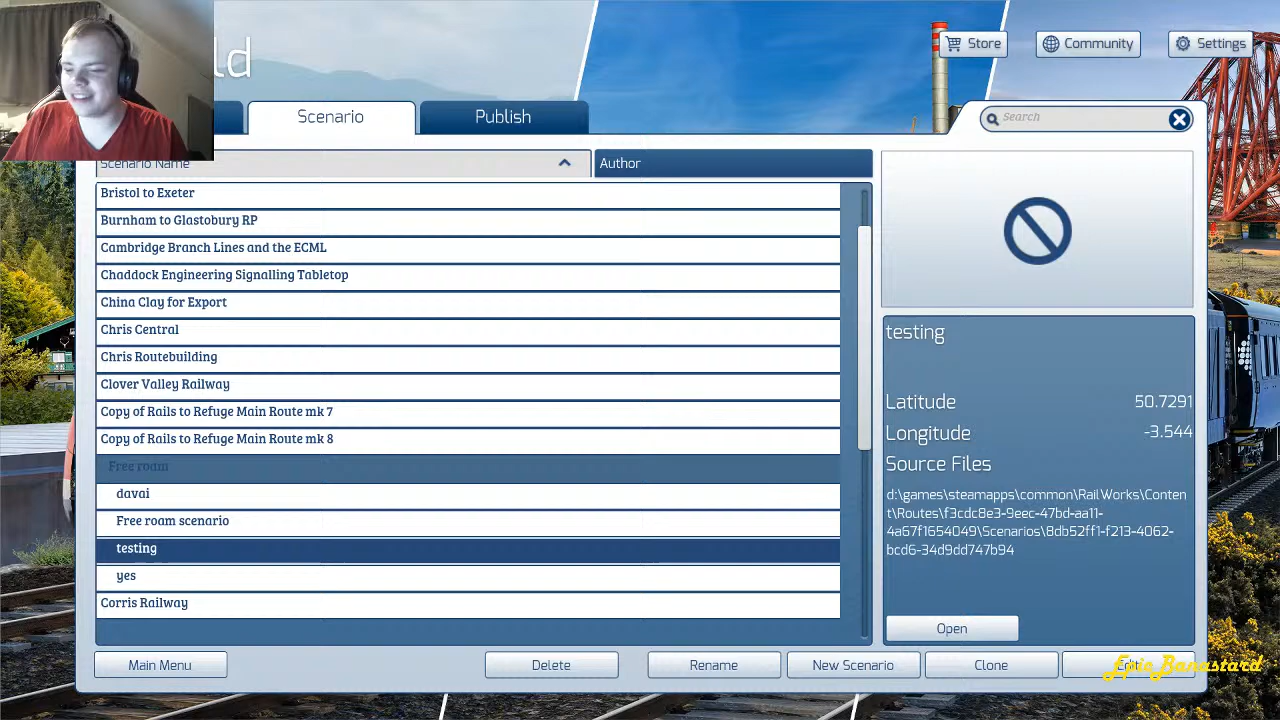 ld
Store
Community
Settings
Scenario
Publish
Search
Scenario Name
Author
Bristol to Exeter
Burnham to Glastobury RP
Cambridge Branch Lines and the ECML
Chaddock Engineering Signalling Tabletop
China Clay for Export
Chris Central
Chris Routebuilding
Clover Valley Railway
Copy of Rails to Refuge Main Route mk 7
Copy of Rails to Refuge Main Route mk 8
Free roam
davai
Free roam scenario
testing
yes
Corris Railway
testing
Latitude 50.7291
Longitude -3.544
Source Files
d:\games\steamapps\common\RailWorks\Conten
t\Routes\f3cdc8e3-9eec-47bd-aa11-
4a67f1654049\Scenarios\8db52ff1-f213-4062-
bcd6-34d9dd747b94
Open
Main Menu
Delete
Rename
New Scenario
Clone
Epic Banustard